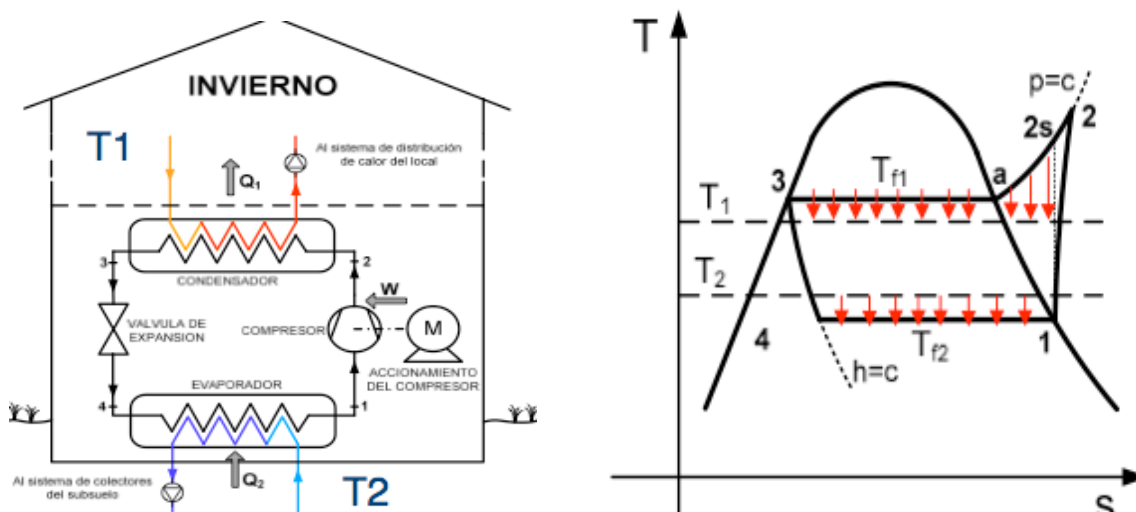 INVIERNO
T1
Al sistema de distribución
de calor del local
Q1
CONDENSADOR
3
2
W
VALVULA DE
EXPANSION
COMPRESOR
M
ACCIONAMIENTO
DEL COMPRESOR
EVAPORADOR
4
1
Al sistema de colectores
del subsuelo
Q2
T2
T
p=c
2s
2
3
Tf1
a
T1
T2
4
Tf2
1
h=c
s